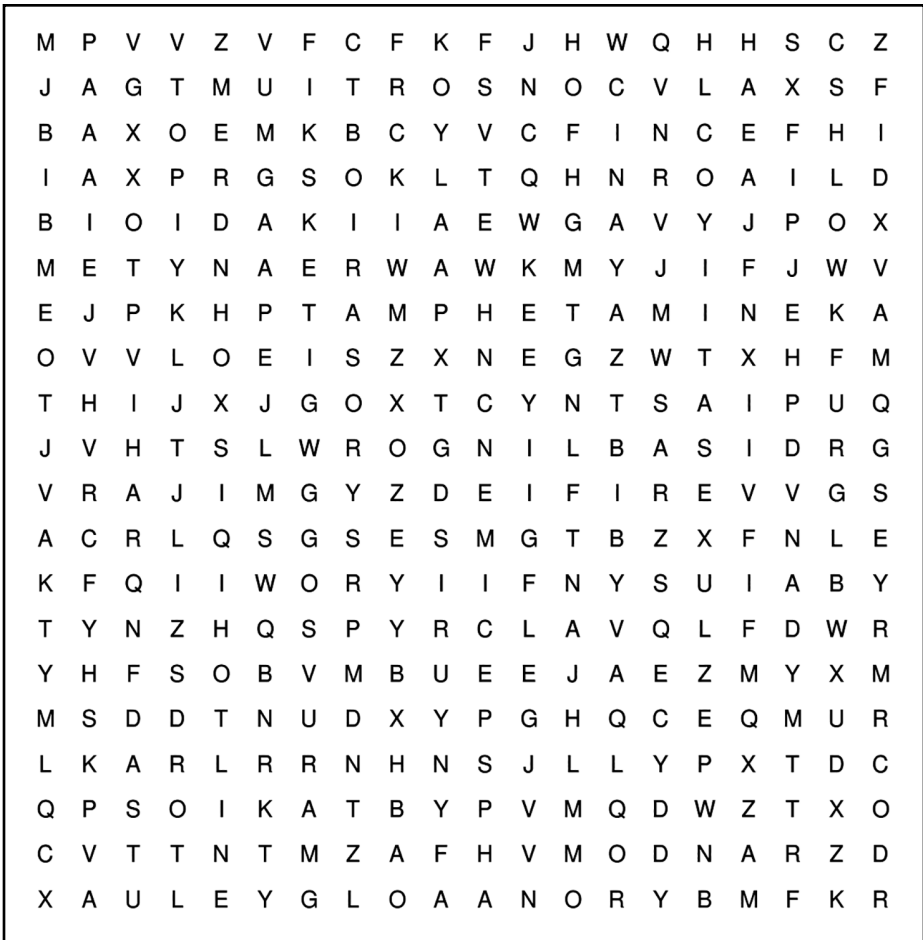 M P V V Z V F C F K F J H W Q H H S C Z
J A G T M U I T R O S N O C V L A X S F
B A X O E M K B C Y V C F I N C E F H I
I A X P R G S O K L T Q H N R O A I L D
B I O I D A K I I A E W G A V Y J P O X
M E T Y N A E R W A W K M Y J I F J W V
E J P K H P T A M P H E T A M I N E K A
O V V L O E I S Z X N E G Z W T X H F M
T H I J X J G O X T C Y N T S A I P U Q
J V H T S L W R O G N I L B A S I D R G
V R A J I M G Y Z D E I F I R E V V G S
A C R L Q S G S E S M G T B Z X F N L E
K F Q I I W O R Y I I F N Y S U I A B Y
T Y N Z H Q S P Y R C L A V Q L F D W R
Y H F S O B V M B U E E J A E Z M Y X M
M S D D T N U D X Y P G H Q C E Q M U R
L K A R L R R N H N S J L L Y P X T D C
Q P S O I K A T B Y P V M Q D W Z T X O
C V T T N T M Z A F H V M O D N A R Z D
X A U L E Y G L O A A N O R Y B M F K R